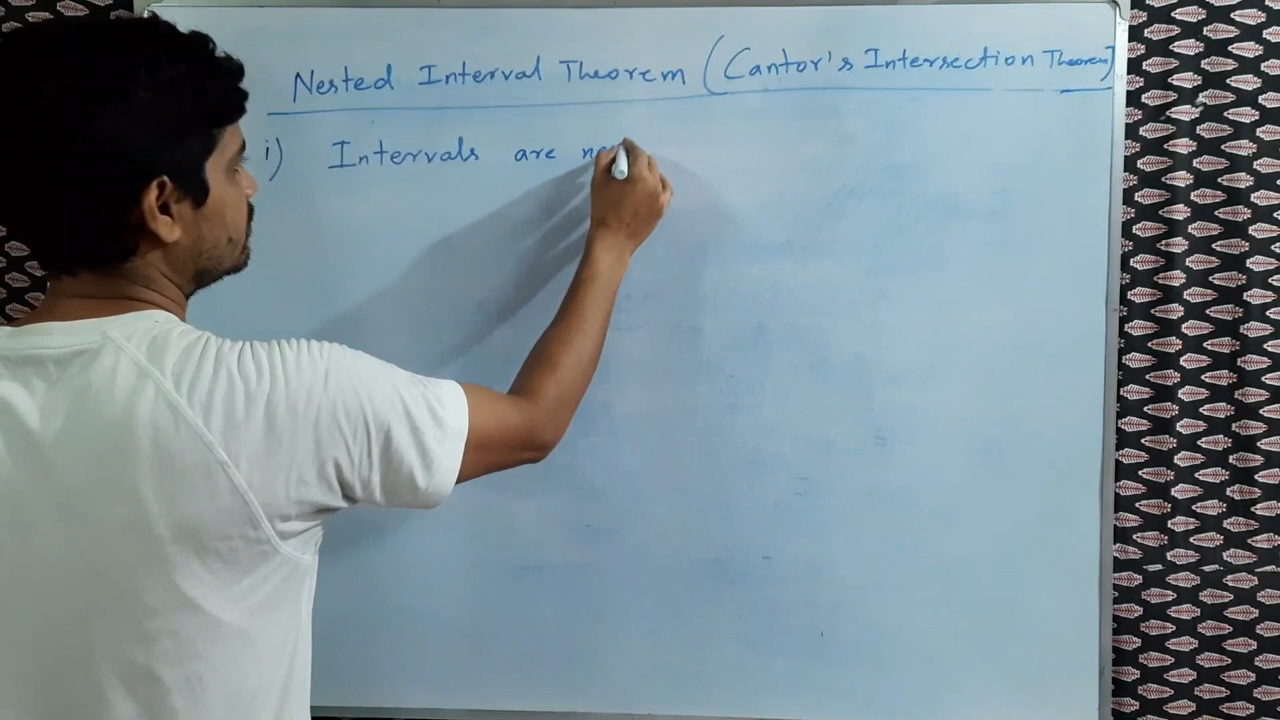 Nested Interval Theorem (Cantor's Intersection Theorem)
i) Intervals are